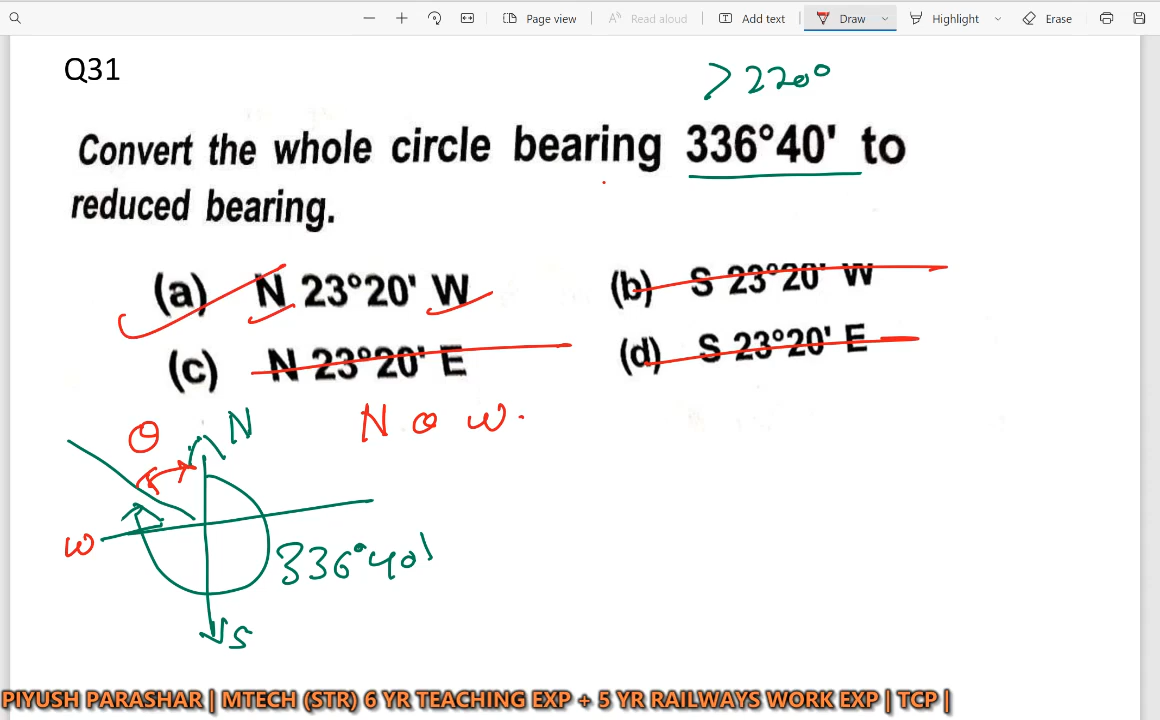 Page view
Read aloud
Add text
Draw
Highlight
Erase
Q31
> 220°
Convert the whole circle bearing 336°40' to
reduced bearing.
(a) N 23°20' W
(b) S 23°20' W
(c) N 23°20' E
(d) S 23°20' E
N θ W.
θ
N
W
336°40'
S
PIYUSH PARASHAR | MTECH (STR) 6 YR TEACHING EXP + 5 YR RAILWAYS WORK EXP | TCP |